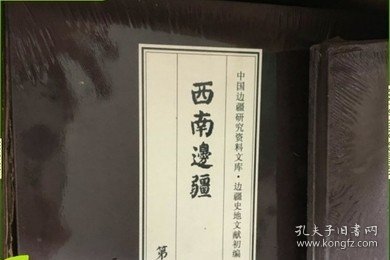 中国边疆研究资料文库·边疆史地文献初编
西南邊疆
第
孔夫子旧书网
www.kongfz.com